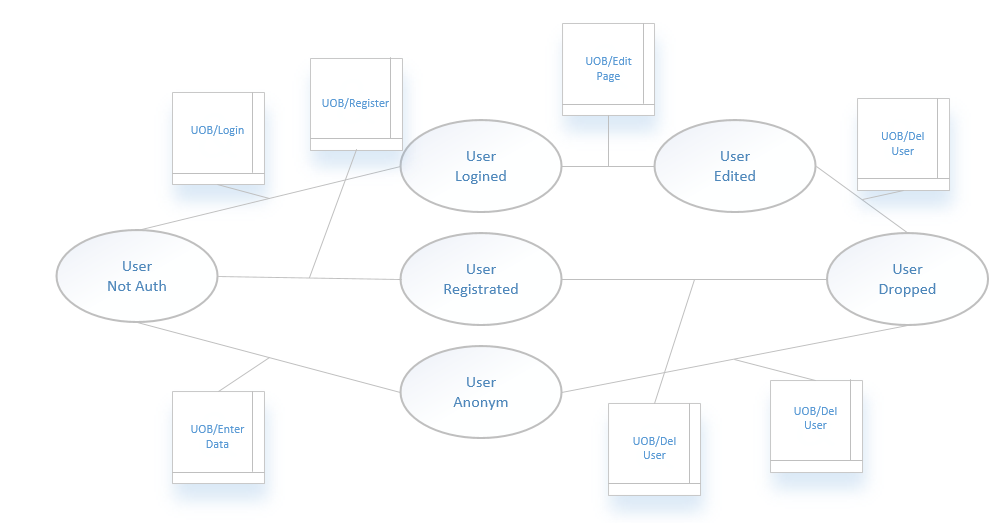 UOB/Edit
Page
UOB/Register
UOB/Login
UOB/Del
User
User
Logined
User
Edited
User
Not Auth
User
Registrated
User
Dropped
User
Anonym
UOB/Enter
Data
UOB/Del
User
UOB/Del
User